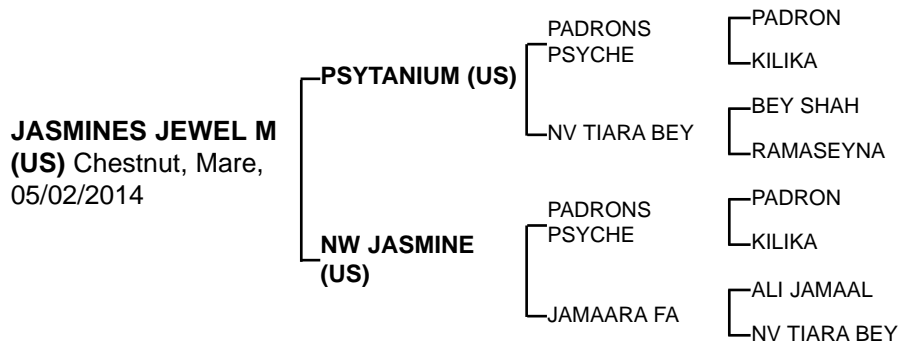 JASMINES JEWEL M
(US) Chestnut, Mare,
05/02/2014
PSYTANIUM (US)
NW JASMINE
(US)
PADRONS
PSYCHE
NV TIARA BEY
PADRONS
PSYCHE
JAMAARA FA
PADRON
KILIKA
BEY SHAH
RAMASEYNA
PADRON
KILIKA
ALI JAMAAL
NV TIARA BEY